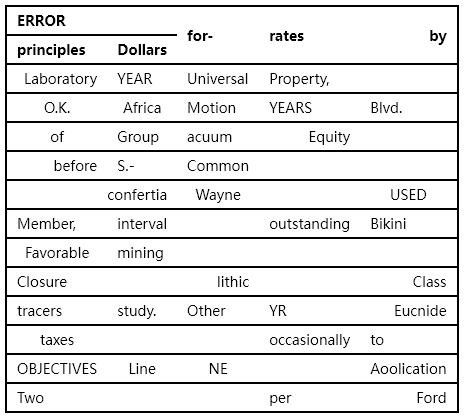 ERROR for- rates by
principles Dollars
Laboratory YEAR Universal Property,
O.K. Africa Motion YEARS Blvd.
of Group acuum Equity
before S.- Common
confertia Wayne USED
Member, interval outstanding Bikini
Favorable mining
Closure lithic Class
tracers study. Other YR Eucnide
taxes occasionally to
OBJECTIVES Line NE Aoolication
Two per Ford